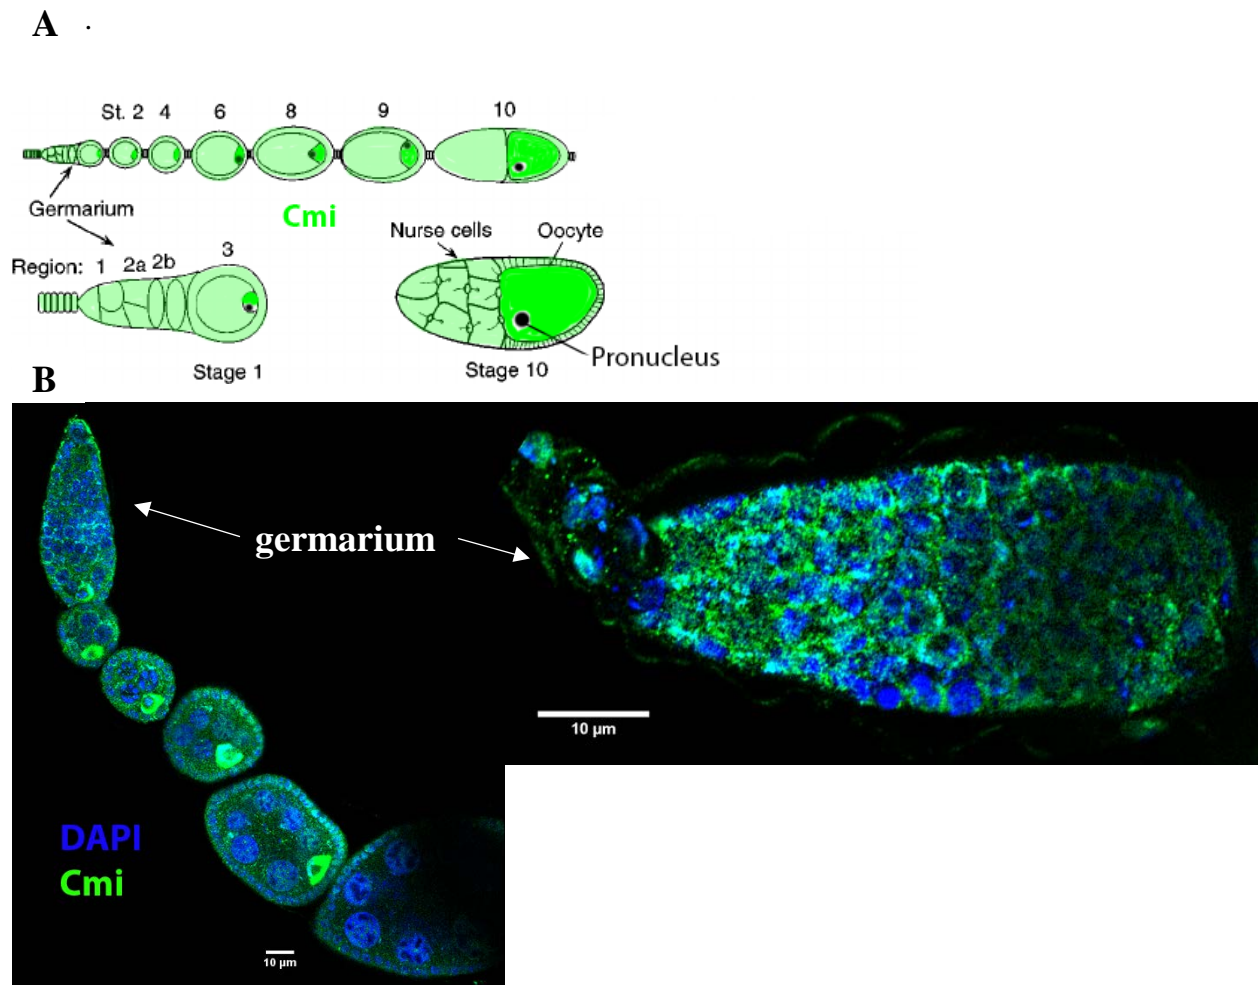 A .
St. 2 4 6 8 9 10
Germarium
Cmi
Nurse cells Oocyte
Region: 1 2a 2b 3
Pronucleus
Stage 1 Stage 10
B
germarium
10 µm
DAPI
Cmi
10 µm